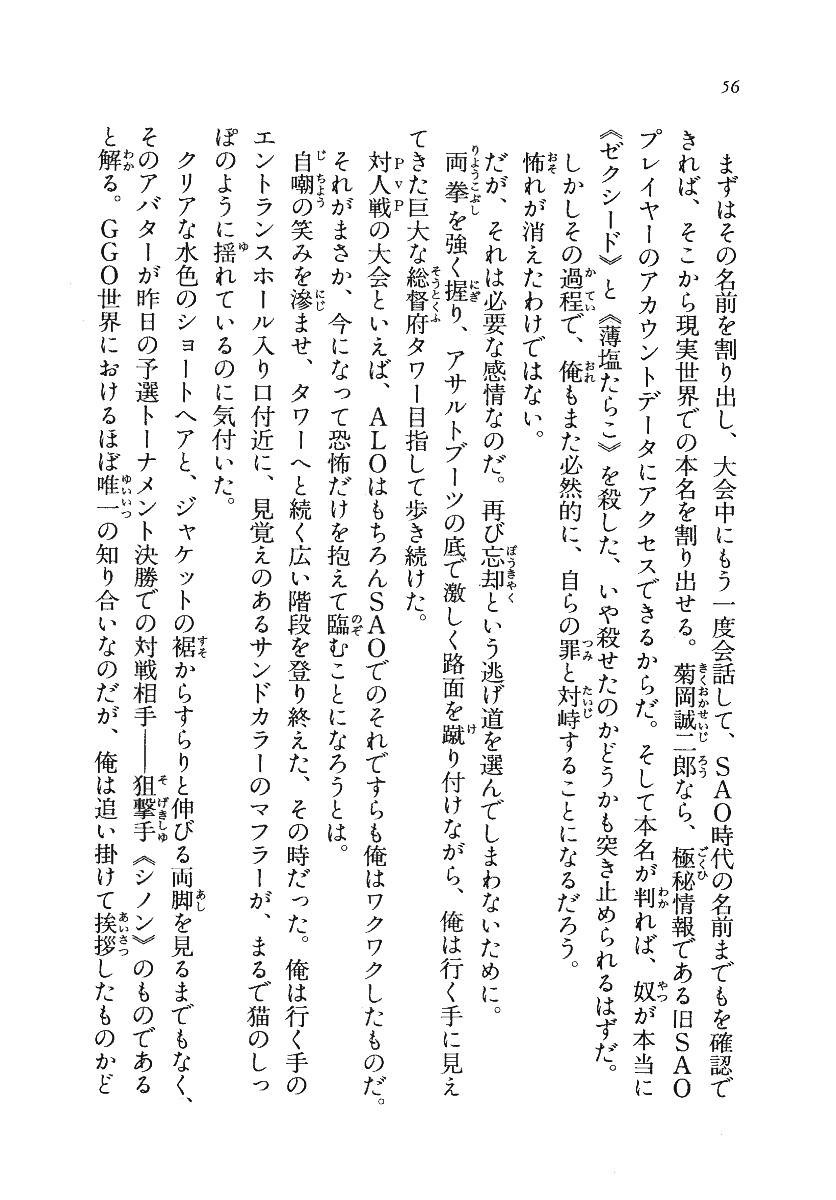 56
まずはその名前を割り出し、大会中にもう一度会話して、SAO時代の名前までもを確認で
きれば、そこから現実世界での本名を割り出せる。菊岡誠二郎なら、極秘情報である旧SAO
プレイヤーのアカウントデータにアクセスできるからだ。そして本名が判れば、奴が本当に
《ゼクシード》と《薄塩たらこ》を殺した、いや殺せたのかどうかも突き止められるはずだ。
しかしその過程で、俺もまた必然的に、自らの罪と対峙することになるだろう。
怖れが消えたわけではない。
だが、それは必要な感情なのだ。再び忘却という逃げ道を選んでしまわないために。
両拳を強く握り、アサルトブーツの底で激しく路面を蹴り付けながら、俺は行く手に見え
てきた巨大な総督府タワー目指して歩き続けた。
対人戦の大会といえば、ALOはもちろんSAOでのそれですらも俺はワクワクしたものだ。
それがまさか、今になって恐怖だけを抱えて臨むことになろうとは。
自嘲の笑みを滲ませ、タワーへと続く広い階段を登り終えた、その時だった。俺は行く手の
エントランスホール入り口付近に、見覚えのあるサンドカラーのマフラーが、まるで猫のしっ
ぽのように揺れているのに気付いた。
クリアな水色のショートヘアと、ジャケットの裾からすらりと伸びる両脚を見るまでもなく、
そのアバターが昨日の予選トーナメント決勝での対戦相手――狙撃手《シノン》のものである
と解る。GGO世界におけるほぼ唯一の知り合いなのだが、俺は追い掛けて挨拶したものかど